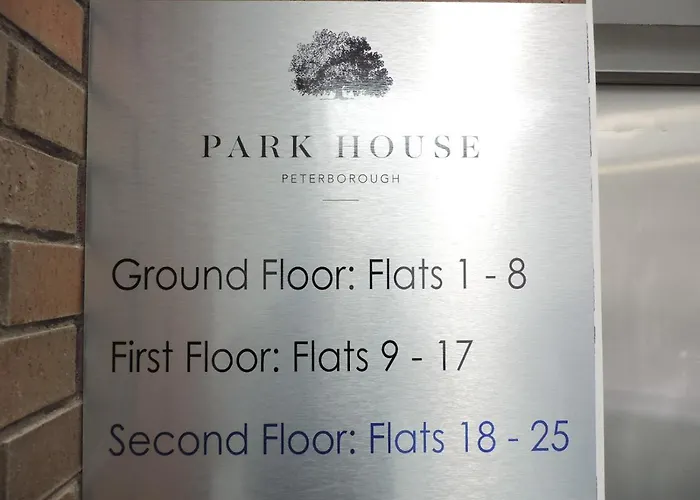 PARK HOUSE
PETERBOROUGH
Ground Floor: Flats 1 - 8
First Floor: Flats 9 - 17
Second Floor: Flats 18 - 25